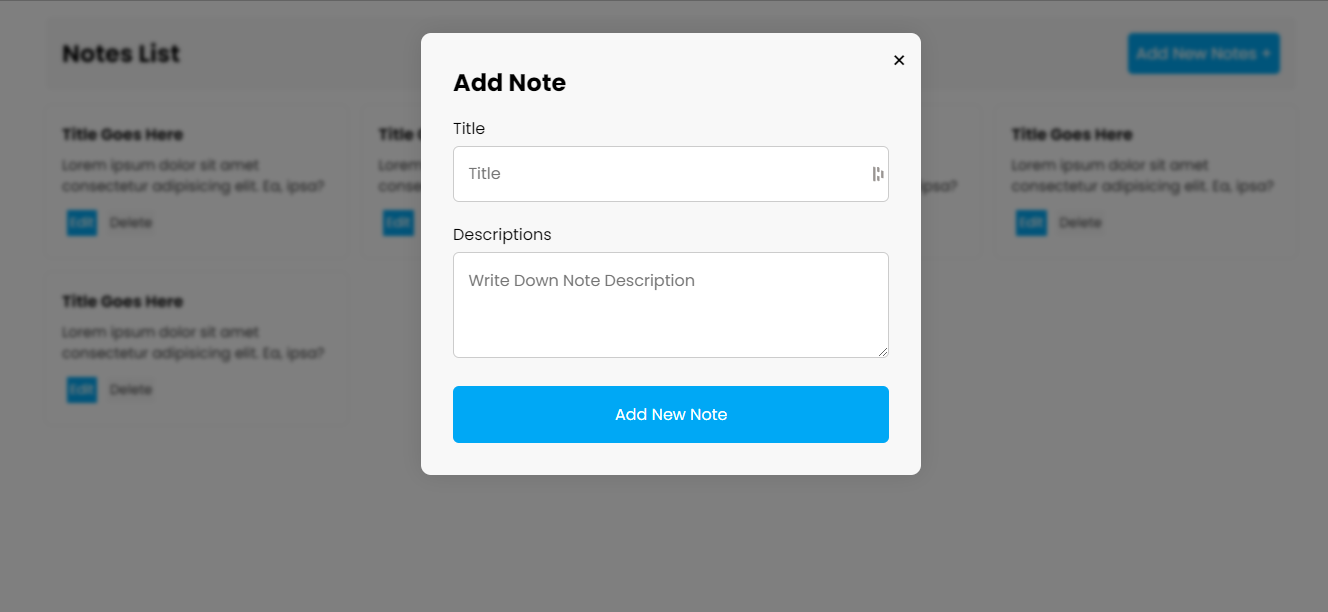 Notes List
Add New Notes +
Add Note
×
Title
Title
Descriptions
Write Down Note Description
Add New Note
Title Goes Here
Lorem ipsum dolor sit amet
consectetur adipisicing elit. Ea, ipsa?
Edit Delete
Title
Lorem
conse
Edit
ipsa?
Title Goes Here
Lorem ipsum dolor sit amet
consectetur adipisicing elit. Ea, ipsa?
Edit Delete
Title Goes Here
Lorem ipsum dolor sit amet
consectetur adipisicing elit. Ea, ipsa?
Edit Delete